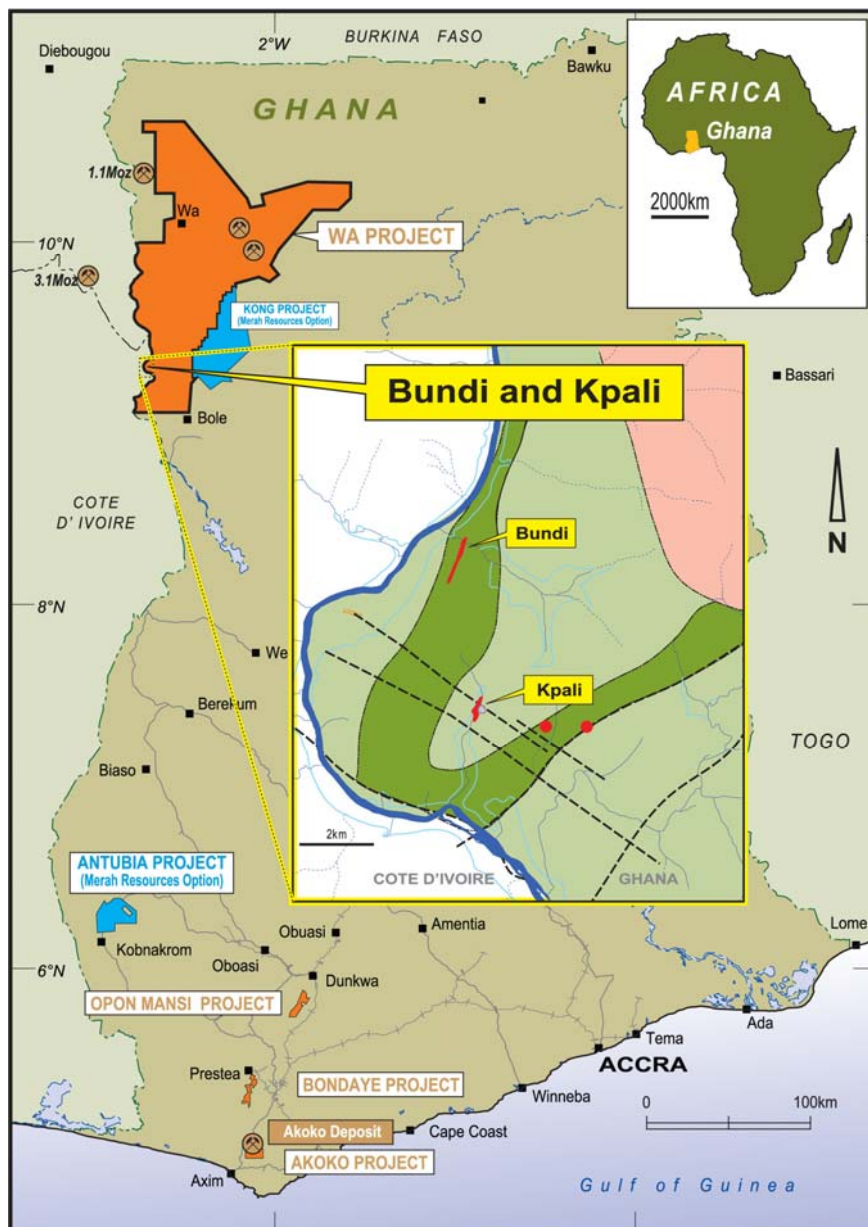 2°W
BURKINA FASO
Diebougou
Bawku
GHANA
AFRICA
Ghana
2000km
1.1Moz
Wa
10°N
WA PROJECT
3.1Moz
KONG PROJECT
(Merah Resources Option)
Bundi and Kpali
Bassari
Bole
COTE
D' IVOIRE
N
Bundi
8°N
We
Kpali
Berekum
TOGO
Biaso
2km
ANTUBIA PROJECT
(Merah Resources Option)
COTE D'IVOIRE
GHANA
Kobnakrom
Obuasi
Amentia
Lome
Oboasi
6°N
Dunkwa
OPON MANSI PROJECT
Ada
Tema
Prestea
ACCRA
BONDAYE PROJECT
Winneba
0
100km
Akoko Deposit
Cape Coast
AKOKO PROJECT
Axim
Gulf of Guinea